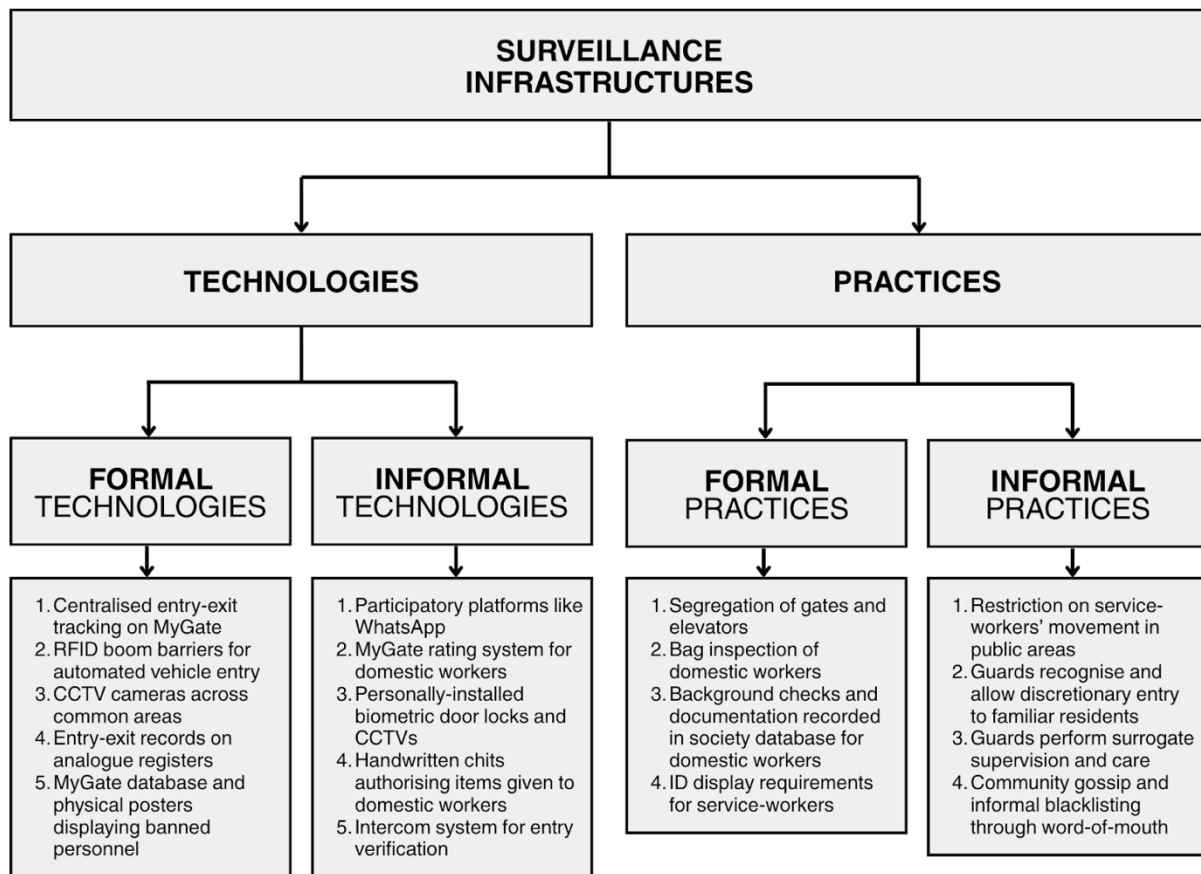 SURVEILLANCE
INFRASTRUCTURES
TECHNOLOGIES
PRACTICES
FORMAL
TECHNOLOGIES
INFORMAL
TECHNOLOGIES
FORMAL
PRACTICES
INFORMAL
PRACTICES
1. Centralised entry-exit
tracking on MyGate
2. RFID boom barriers for
automated vehicle entry
3. CCTV cameras across
common areas
4. Entry-exit records on
analogue registers
5. MyGate database and
physical posters
displaying banned
personnel
1. Participatory platforms like
WhatsApp
2. MyGate rating system for
domestic workers
3. Personally-installed
biometric door locks and
CCTVs
4. Handwritten chits
authorising items given to
domestic workers
5. Intercom system for entry
verification
1. Segregation of gates and
elevators
2. Bag inspection of
domestic workers
3. Background checks and
documentation recorded
in society database for
domestic workers
4. ID display requirements
for service-workers
1. Restriction on service-
workers' movement in
public areas
2. Guards recognise and
allow discretionary entry
to familiar residents
3. Guards perform surrogate
supervision and care
4. Community gossip and
informal blacklisting
through word-of-mouth